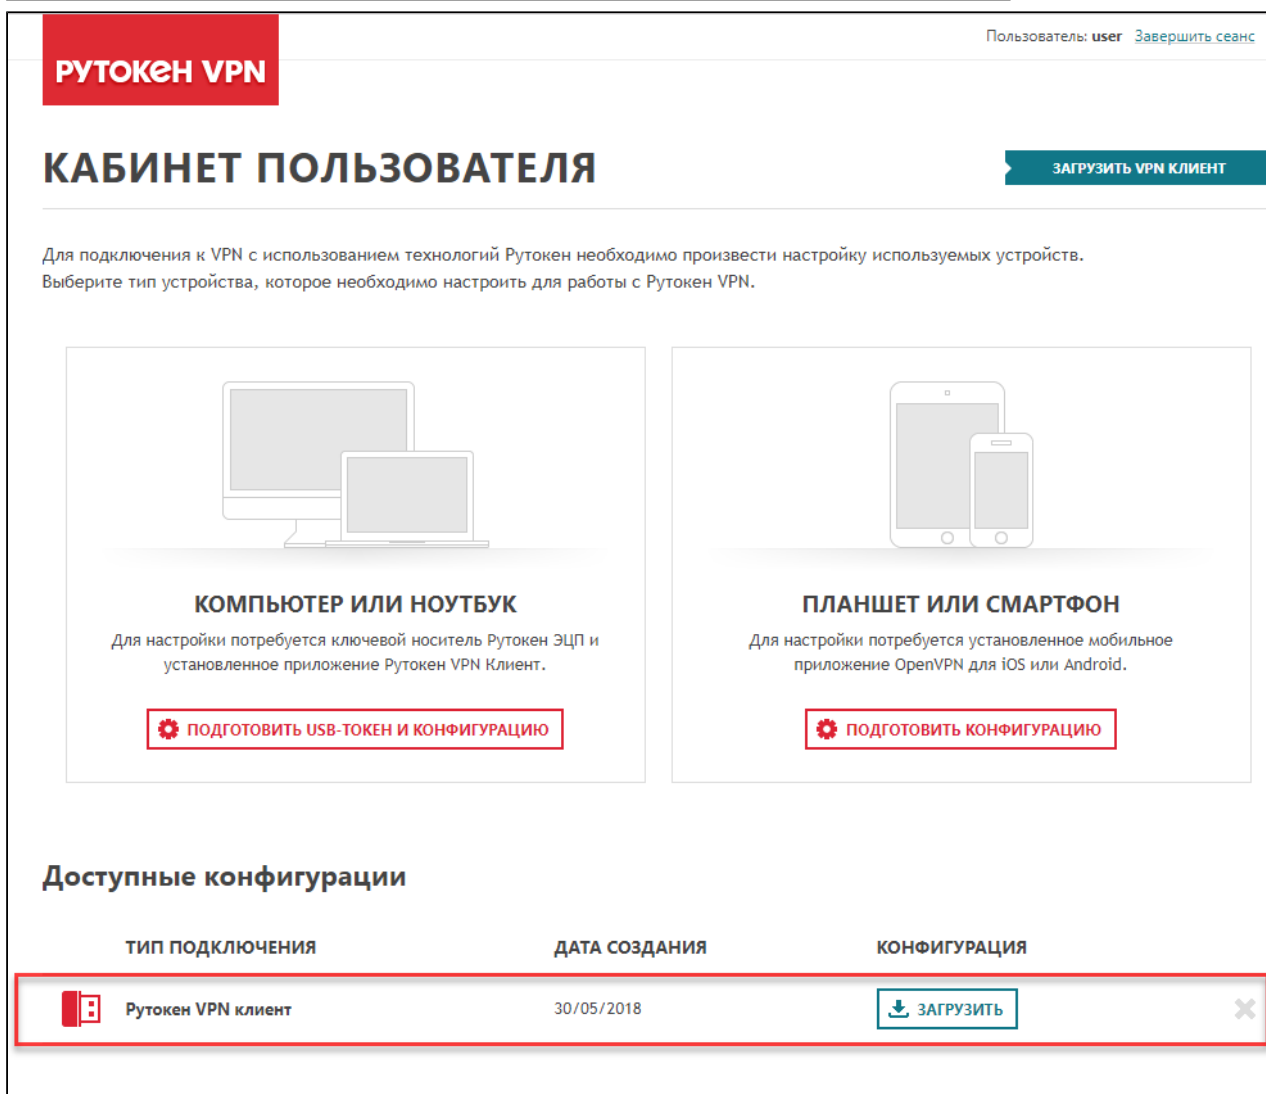 Пользователь: user Завершить сеанс
РУТОКЕН VPN
КАБИНЕТ ПОЛЬЗОВАТЕЛЯ
ЗАГРУЗИТЬ VPN КЛИЕНТ
Для подключения к VPN с использованием технологий Рутокен необходимо произвести настройку используемых устройств.
Выберите тип устройства, которое необходимо настроить для работы с Рутокен VPN.
КОМПЬЮТЕР ИЛИ НОУТБУК
Для настройки потребуется ключевой носитель Рутокен ЭЦП и
установленное приложение Рутокен VPN Клиент.
ПОДГОТОВИТЬ USB-ТОКЕН И КОНФИГУРАЦИЮ
ПЛАНШЕТ ИЛИ СМАРТФОН
Для настройки потребуется установленное мобильное
приложение OpenVPN для iOS или Android.
ПОДГОТОВИТЬ КОНФИГУРАЦИЮ
Доступные конфигурации
ТИП ПОДКЛЮЧЕНИЯ ДАТА СОЗДАНИЯ КОНФИГУРАЦИЯ
Рутокен VPN клиент 30/05/2018 ЗАГРУЗИТЬ